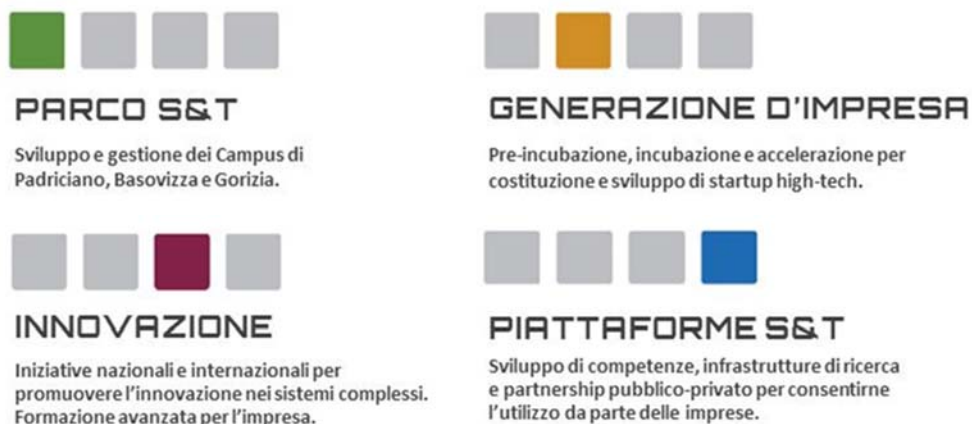 PARCO S&T
Sviluppo e gestione dei Campus di
Padriciano, Basovizza e Gorizia.
GENERAZIONE D'IMPRESA
Pre-incubazione, incubazione e accelerazione per
costituzione e sviluppo di startup high-tech.
INNOVAZIONE
Iniziative nazionali e internazionali per
promuovere l'innovazione nei sistemi complessi.
Formazione avanzata per l'impresa.
PIATTAFORME S&T
Sviluppo di competenze, infrastrutture di ricerca
e partnership pubblico-privato per consentirne
l'utilizzo da parte delle imprese.